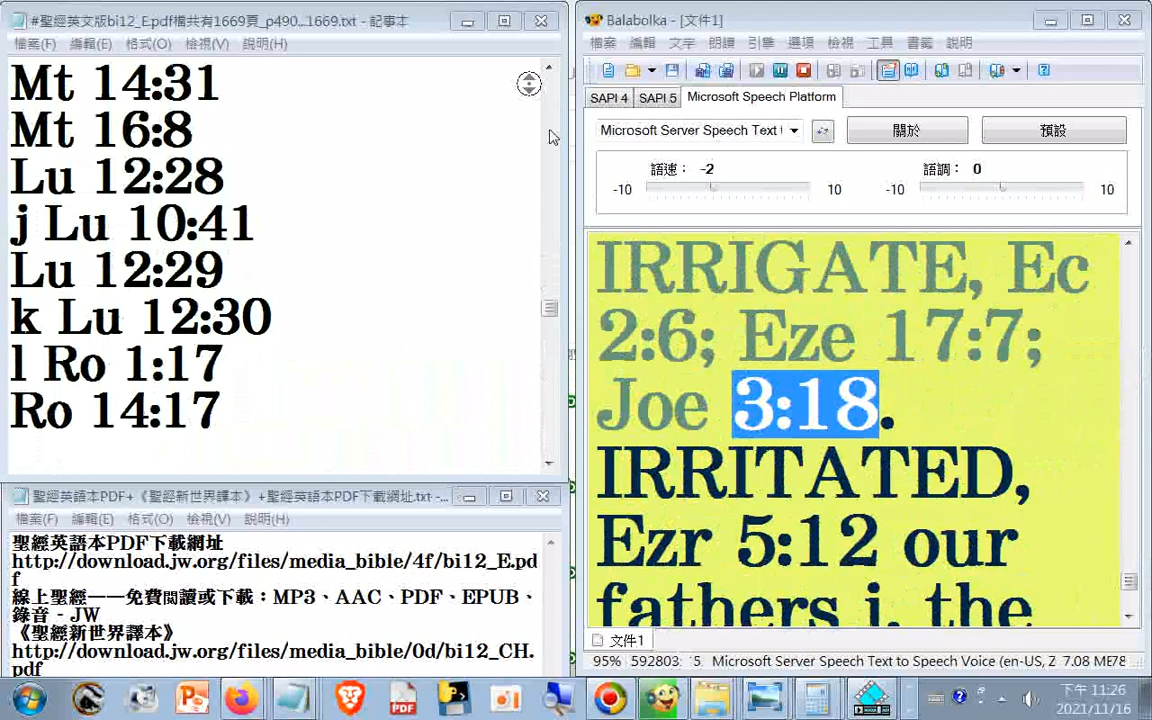 #聖經英文版bi12_E.pdf檔共有1669頁_p490...1669.txt - 記事本
檔案(F) 編輯(E) 格式(O) 檢視(V) 說明(H)
Mt 14:31
Mt 16:8
Lu 12:28
j Lu 10:41
Lu 12:29
k Lu 12:30
l Ro 1:17
Ro 14:17
聖經英語本PDF+《聖經新世界譯本》+聖經英語本PDF下載網址.txt -...
檔案(F) 編輯(E) 格式(O) 檢視(V) 說明(H)
聖經英語本PDF下載網址
http://download.jw.org/files/media_bible/4f/bi12_E.pd
f
線上聖經——免費閱讀或下載：MP3、AAC、PDF、EPUB、
錄音 - JW
《聖經新世界譯本》
http://download.jw.org/files/media_bible/0d/bi12_CH.
pdf
Balabolka - [文件1]
檔案 編輯 文字 朗讀 引擎 選項 檢視 工具 書籤 說明
SAPI 4 SAPI 5 Microsoft Speech Platform
Microsoft Server Speech Text 關於 預設
語速： -2 語調： 0
-10 10 -10 10
IRRIGATE, Ec
2:6; Eze 17:7;
Joe 3:18.
IRRITATED,
Ezr 5:12 our
fathers i. the
文件1
95% 592803 5. Microsoft Server Speech Text to Speech Voice (en-US, Z 7.08 ME78
下午 11:26
2021/11/16